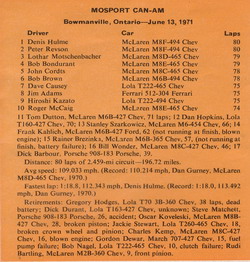 MOSPORT CAN-AM
Bowmanville, Ontario—June 13, 1971
Driver Car Laps
1 Denis Hulme McLaren M8F-494 Chev 80
2 Peter Revson McLaren M8F-494 Chev 80
3 Lothar Motschenbacher McLaren M8D-465 Chev 79
4 Bob Bondurant McLaren M8D-465 Chev 79
5 John Cordts McLaren M8D-465 Chev 79
6 Bob Brown McLaren M8D-465 Chev 78
7 Dave Causey Lola T222-465 Chev 75
8 Jim Adams Ferrari 512-304 Ferrari 75
9 Hiroshi Kazato Lola T222-494 Chev 74
10 Roger McCaig McLaren M8D-465 Chev 74
11 Tom Dutton, McLaren M6B-427 Chev, 71 laps; 12 Dan Hopkins, Lola
T160-427 Chev, 70; 13 Stanley Szarkowicz, McLaren M6-454 Chev, 66; 14
Frank Kahlich, McLaren M6B-427 Ford, 62 (not running at finish, blown
engine); 15 Rainer Brezinka, McLaren M6B-365 Chev, 57, (not running at
finish, battery failure); 16 Bill Wonder, McLaren M8C-427 Chev, 46; 17
Dick Barbour, Porsche 908-183 Porsche, 39.
Distance: 80 laps of 2.459-mi circuit—196.72 miles.
Avg speed: 109.033 mph. (Record: 110.214 mph, Dan Gurney, McLaren
M8D-465 Chev, 1970.)
Fastest lap: 1:18.8, 112.343 mph, Denis Hulme. (Record: 1:18.0, 113.492
mph, Dan Gurney, 1970.)
Retirements: Gregory Hodges, Lola T70 3B-360 Chev, 38 laps, dead
battery; Dick Durant, Lola T163-427 Chev, unknown; Steve Matchett,
Porsche 908-183 Porsche, 26, accident; Oscar Koveleski, McLaren M8B-
427 Chev, 28, broken piston; Jackie Stewart, Lola T260-465 Chev, 18,
broken crown wheel and pinion; Charles Kemp, McLaren M8C-427
Chev, 16, blown engine; Gordon Dewar, March 707-427 Chev, 15, fuel
pump failure; Bob Nagel, Lola T222-465 Chev, 10, clutch failure; Rudi
Bartling, McLaren M2B-360 Chev, 9, front pinion.